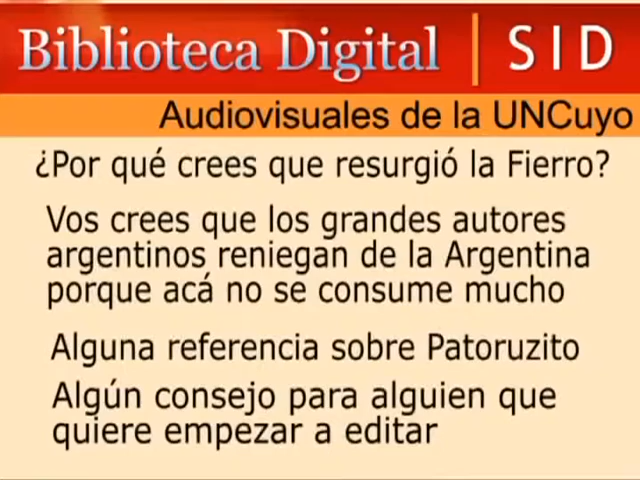 Biblioteca Digital | SID
Audiovisuales de la UNCuyo
¿Por qué crees que resurgió la Fierro?
Vos crees que los grandes autores
argentinos reniegan de la Argentina
porque acá no se consume mucho
Alguna referencia sobre Patoruzito
Algún consejo para alguien que
quiere empezar a editar